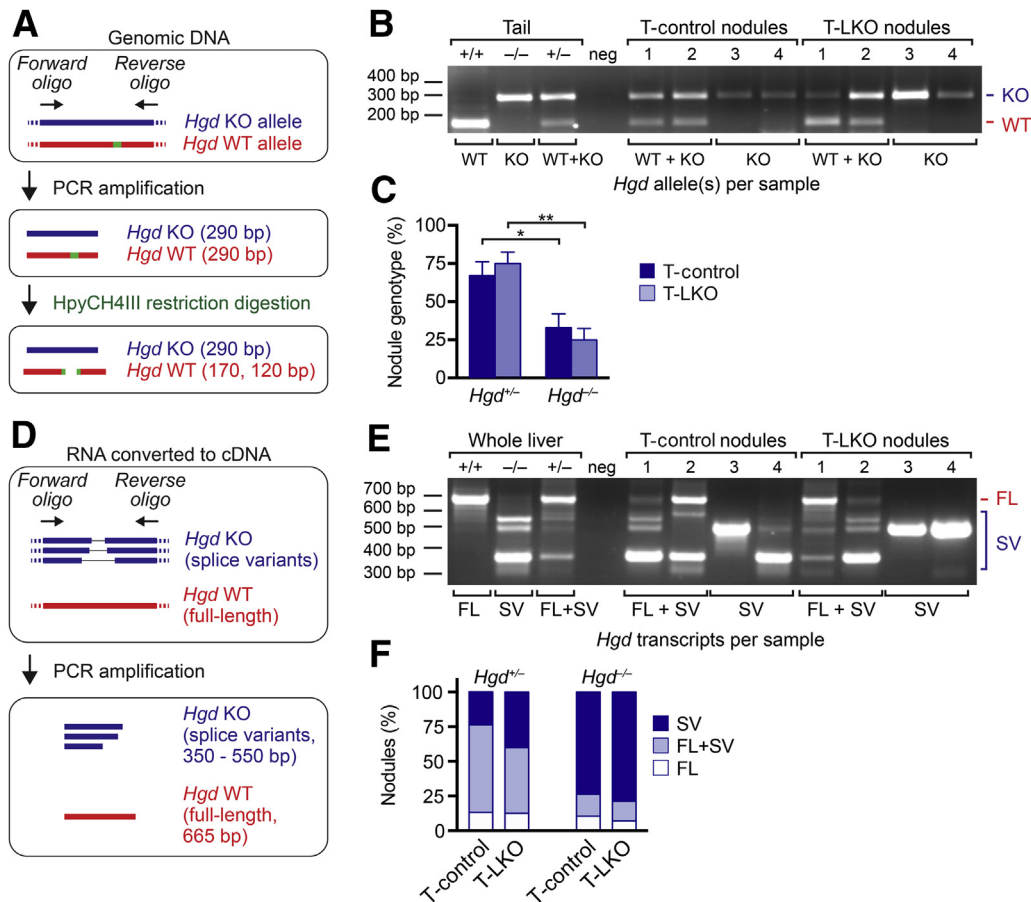 A
Genomic DNA
Forward oligo
Reverse oligo
Hgd KO allele
Hgd WT allele
PCR amplification
Hgd KO (290 bp)
Hgd WT (290 bp)
HpyCH4III restriction digestion
Hgd KO (290 bp)
Hgd WT (170, 120 bp)
B
Tail T-control nodules T-LKO nodules
+/+ –/– +/– neg 1 2 3 4 1 2 3 4
400 bp
300 bp
200 bp
KO
WT
WT KO WT+KO WT + KO KO WT + KO KO
Hgd allele(s) per sample
C
Nodule genotype (%)
100
75
50
25
0
*
**
Hgd+/– Hgd–/–
T-control
T-LKO
D
RNA converted to cDNA
Forward oligo
Reverse oligo
Hgd KO
(splice variants)
Hgd WT
(full-length)
PCR amplification
Hgd KO
(splice variants,
350 - 550 bp)
Hgd WT
(full-length,
665 bp)
E
Whole liver T-control nodules T-LKO nodules
+/+ –/– +/– neg 1 2 3 4 1 2 3 4
700 bp
600 bp
500 bp
400 bp
300 bp
FL
SV
FL SV FL+SV FL + SV SV FL + SV SV
Hgd transcripts per sample
F
Hgd+/– Hgd–/–
Nodules (%)
100
75
50
25
0
T-control
T-LKO
T-control
T-LKO
SV
FL+SV
FL